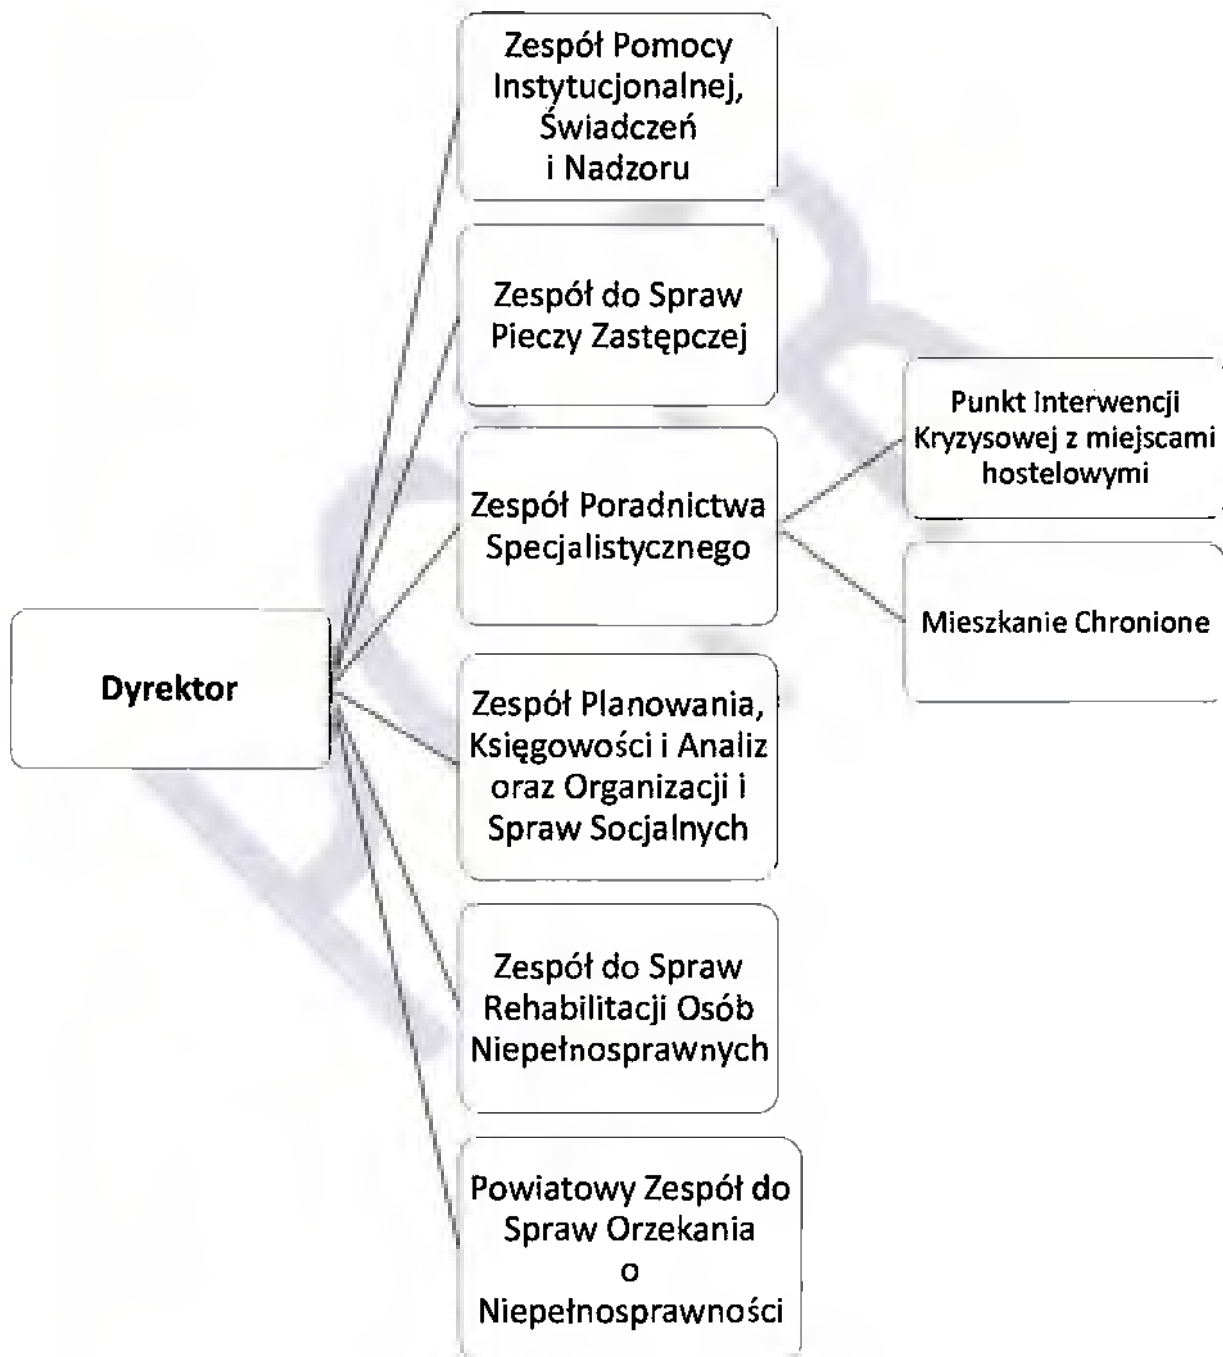 Zespół Pomocy
Instytucjonalnej,
Świadczeń
i Nadzoru
Zespół do Spraw
Pieczy Zastępczej
Zespół Poradnictwa
Specjalistycznego
Punkt Interwencji
Kryzysowej z miejscami
hostelowymi
Mieszkanie Chronione
Dyrektor
Zespół Planowania,
Księgowości i Analiz
oraz Organizacji i
Spraw Socjalnych
Zespół do Spraw
Rehabilitacji Osób
Niepełnosprawnych
Powiatowy Zespół do
Spraw Orzekania
o
Niepełnosprawności